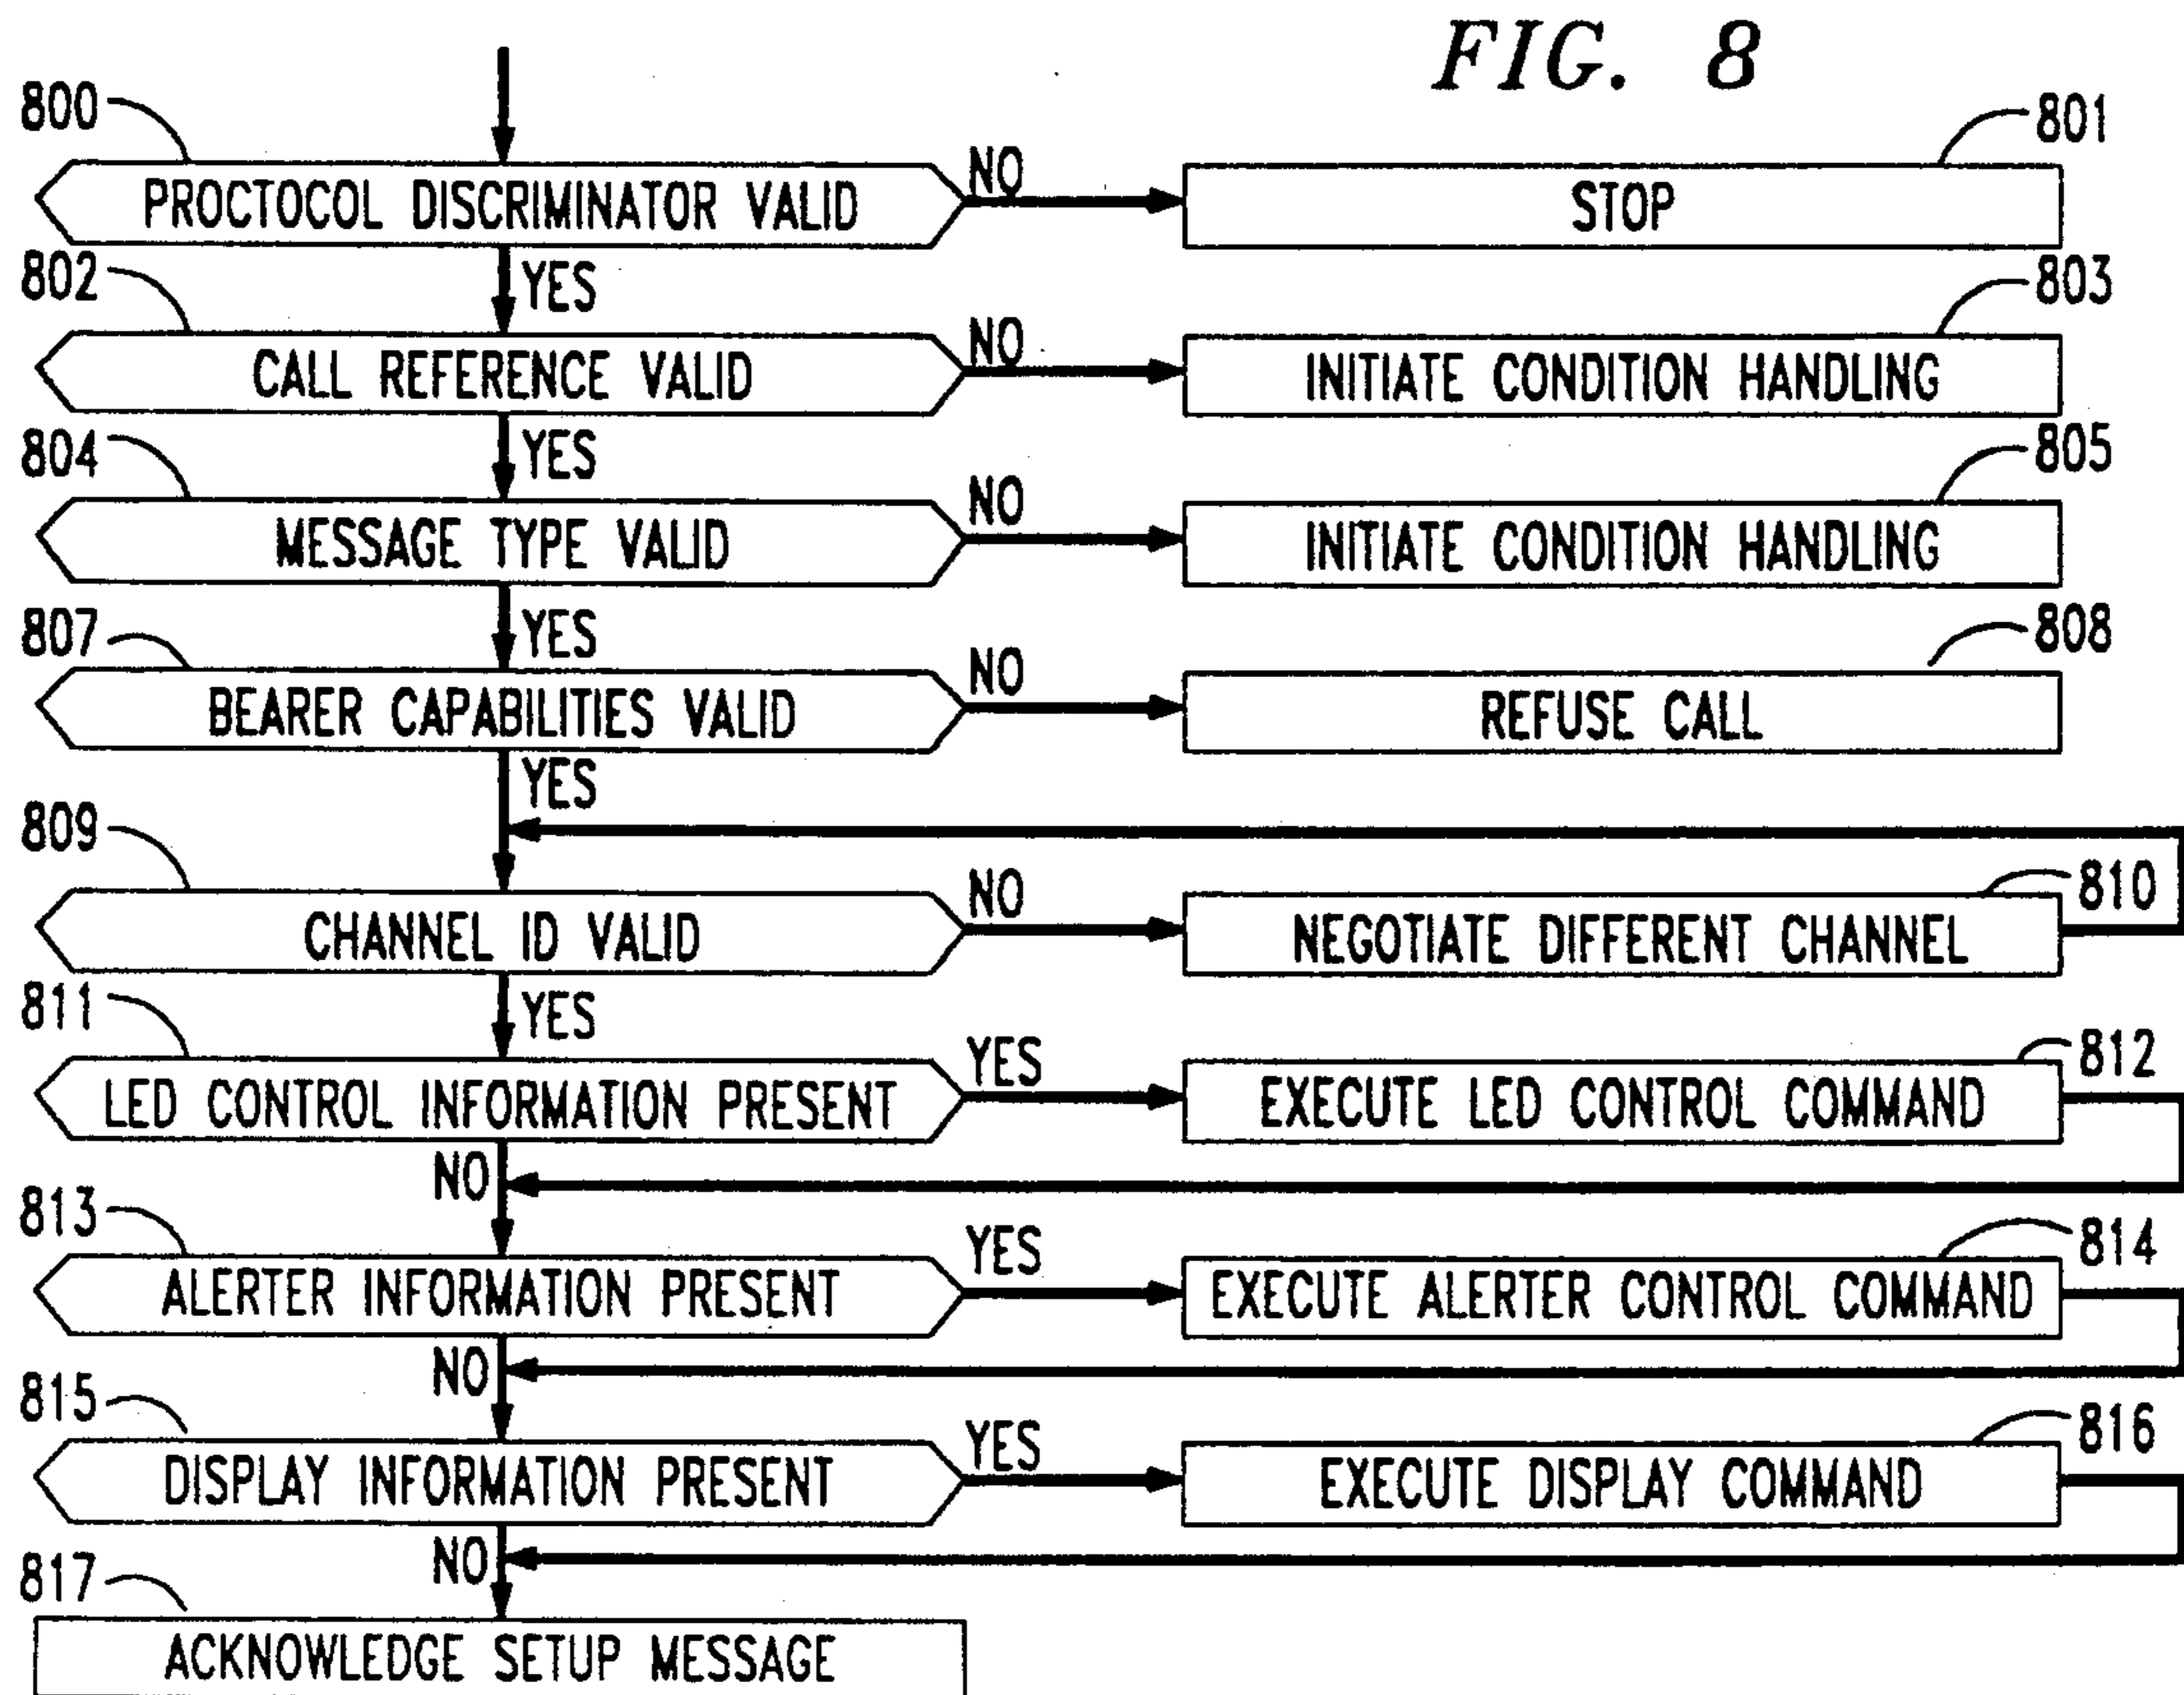 FIG. 8
800
801
PROCTOCOL DISCRIMINATOR VALID
NO
STOP
802
YES
803
CALL REFERENCE VALID
NO
INITIATE CONDITION HANDLING
804
YES
805
MESSAGE TYPE VALID
NO
INITIATE CONDITION HANDLING
807
YES
808
BEARER CAPABILITIES VALID
NO
REFUSE CALL
YES
809
810
CHANNEL ID VALID
NO
NEGOTIATE DIFFERENT CHANNEL
811
YES
812
LED CONTROL INFORMATION PRESENT
YES
EXECUTE LED CONTROL COMMAND
NO
813
814
ALERTER INFORMATION PRESENT
YES
EXECUTE ALERTER CONTROL COMMAND
NO
815
816
DISPLAY INFORMATION PRESENT
YES
EXECUTE DISPLAY COMMAND
NO
817
ACKNOWLEDGE SETUP MESSAGE